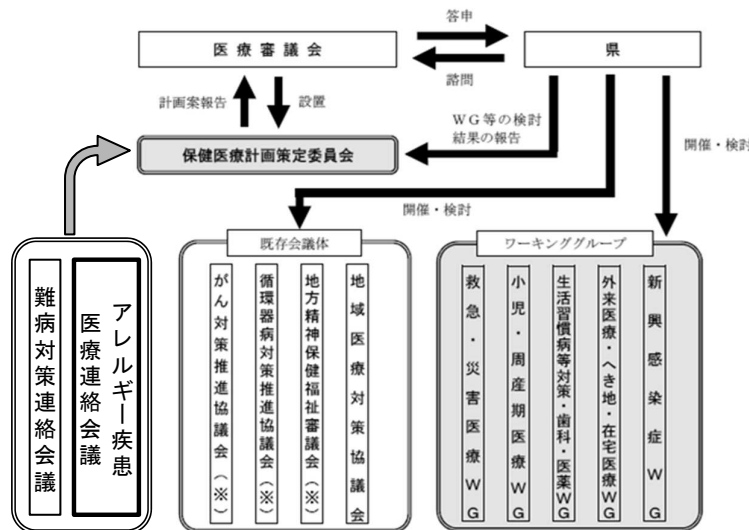 答申
医療審議会
県
諮問
計画案報告
設置
WG等の検討
結果の報告
開催・検討
保健医療計画策定委員会
開催・検討
既存会議体
ワーキンググループ
難病対策連絡会議
アレルギー疾患
医療連絡会議
がん対策推進協議会(※)
循環器病対策推進協議会(※)
地方精神保健福祉審議会(※)
地域医療対策協議会
救急・災害医療WG
小児・周産期医療WG
生活習慣病等対策・歯科・医薬WG
外来医療・へき地・在宅医療WG
新興感染症WG